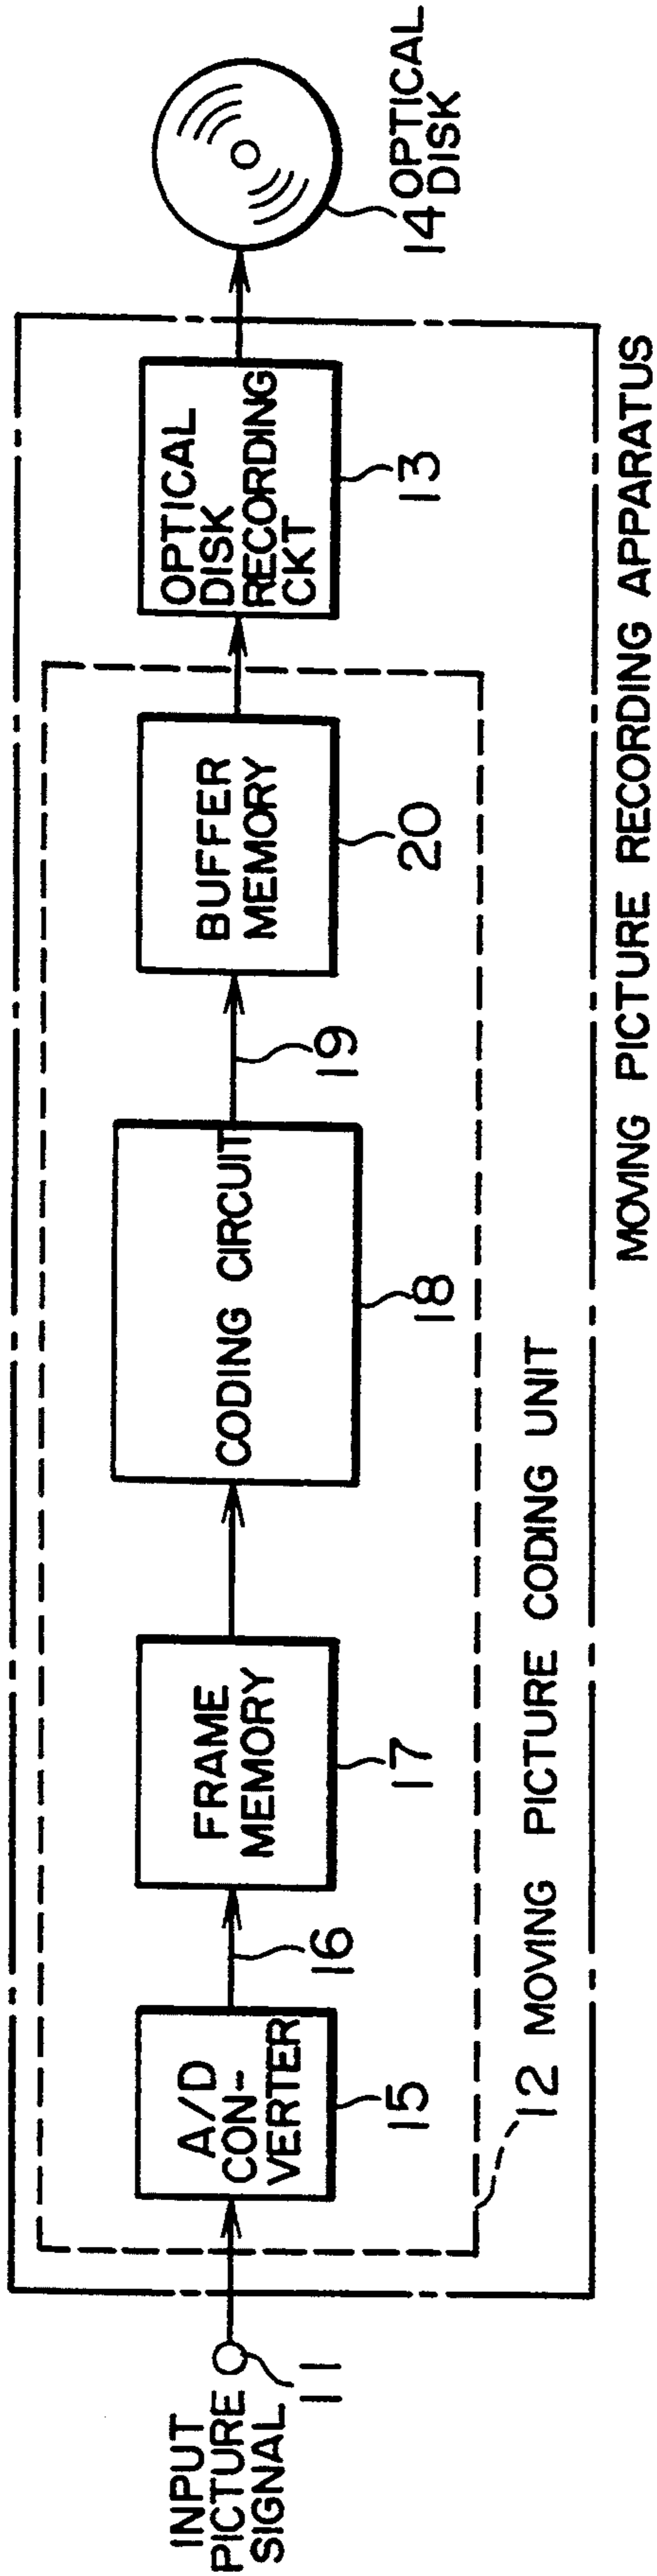 INPUT
PICTURE
SIGNAL
11
A/D
CON-
VERTER
15
16
FRAME
MEMORY
17
CODING CIRCUIT
18
19
BUFFER
MEMORY
20
OPTICAL
DISK
RECORDING
CKT
13
14 OPTICAL
DISK
12 MOVING PICTURE CODING UNIT
MOVING PICTURE RECORDING APPARATUS